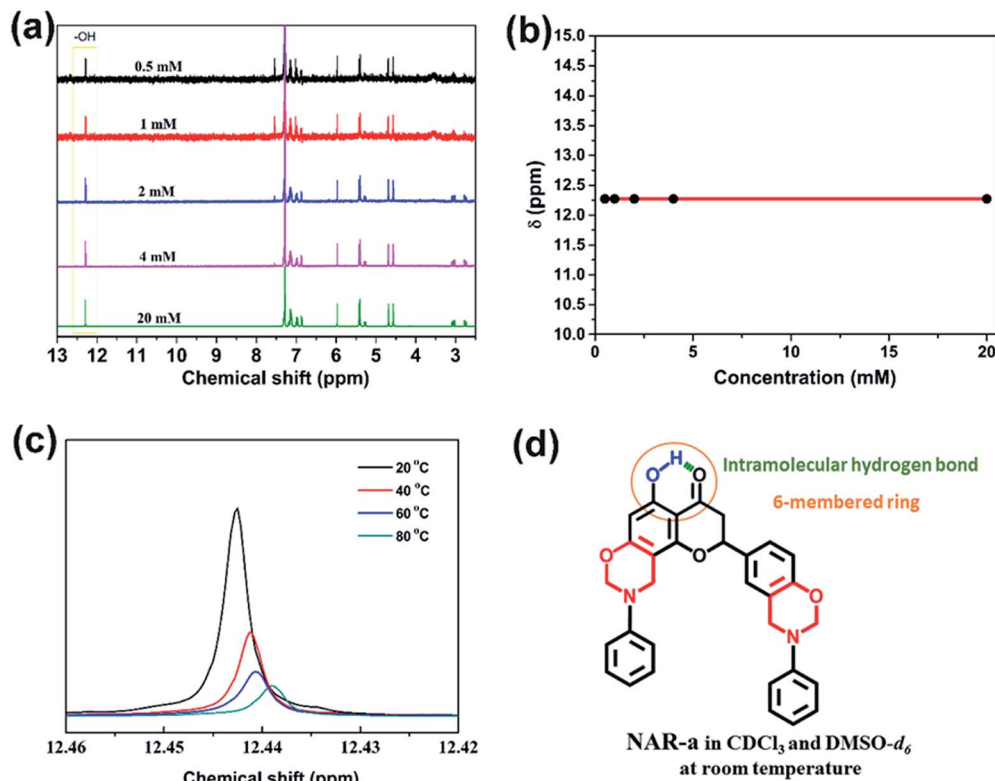 (a)
-OH
0.5 mM
1 mM
2 mM
4 mM
20 mM
13 12 11 10 9 8 7 6 5 4 3
Chemical shift (ppm)
(b)
15.0
14.5
14.0
13.5
13.0
12.5
12.0
11.5
11.0
10.5
10.0
δ (ppm)
0 5 10 15 20
Concentration (mM)
(c)
20 °C
40 °C
60 °C
80 °C
12.46 12.45 12.44 12.43 12.42
Chemical shift (ppm)
(d)
H
O O
Intramolecular hydrogen bond
6-membered ring
O O O
N N
NAR-a in CDCl₃ and DMSO-d₆
at room temperature